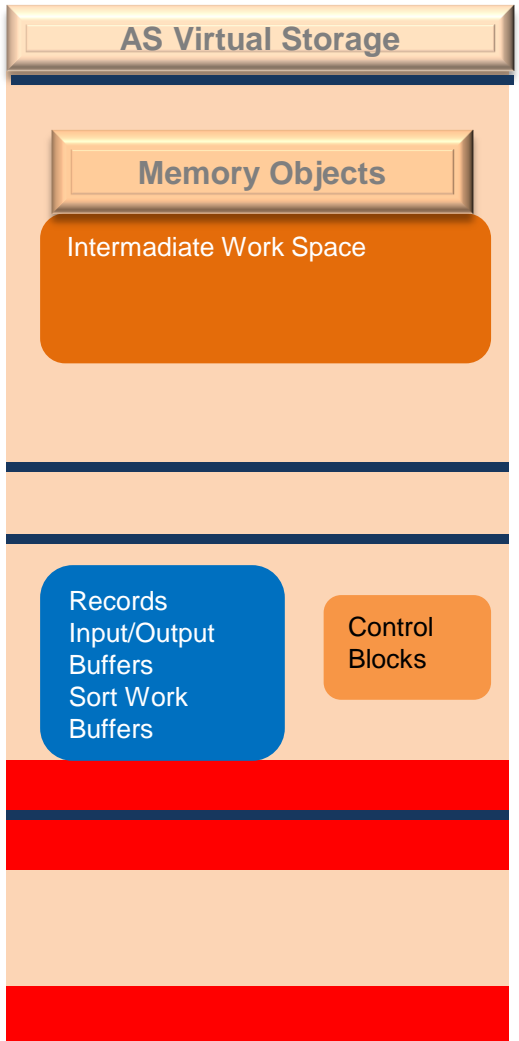 AS Virtual Storage
Memory Objects
Intermadiate Work Space
Records
Input/Output
Buffers
Sort Work
Buffers
Control
Blocks